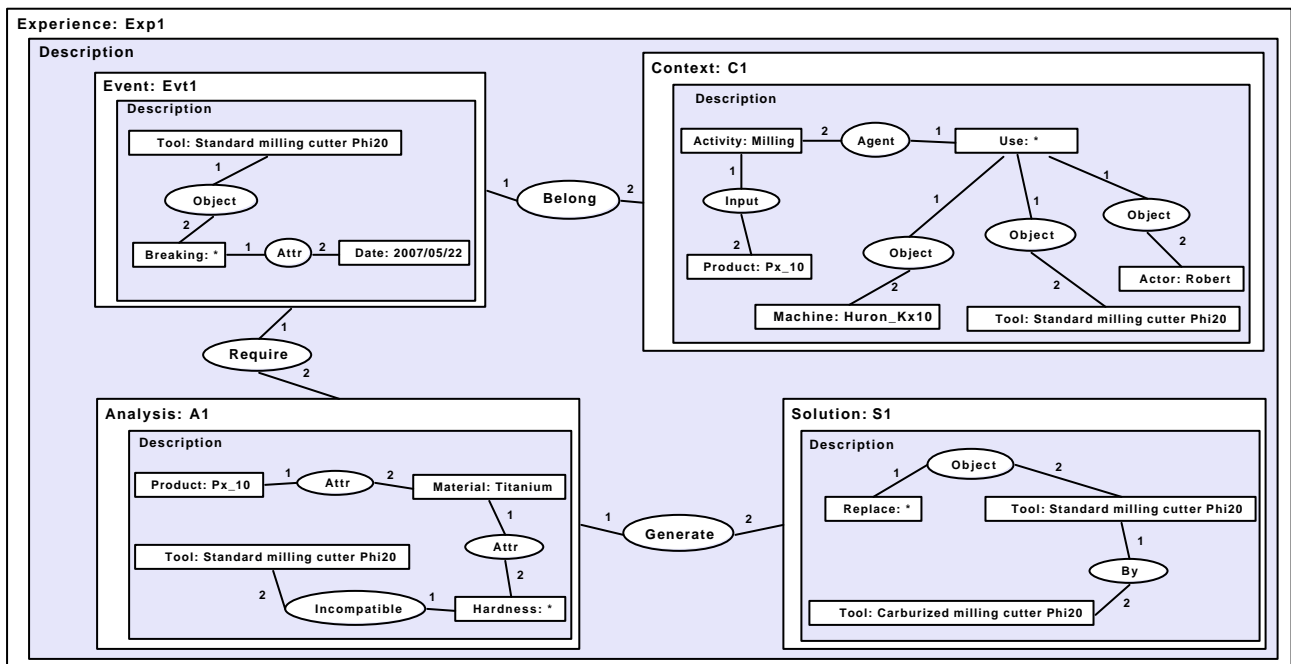 Experience: Exp1
Description
Event: Evt1
Description
Tool: Standard milling cutter Phi20
1
Object
2
Breaking: *
1
Attr
2
Date: 2007/05/22
1
Belong
2
Context: C1
Description
Activity: Milling
2
Agent
1
Use: *
1
Input
2
Product: Px_10
1
Object
2
Machine: Huron_Kx10
1
Object
2
Tool: Standard milling cutter Phi20
1
Object
2
Actor: Robert
1
Require
2
Analysis: A1
Description
Product: Px_10
1
Attr
2
Material: Titanium
1
Attr
2
Tool: Standard milling cutter Phi20
2
Incompatible
1
Hardness: *
1
Generate
2
Solution: S1
Description
1
Object
2
Replace: *
Tool: Standard milling cutter Phi20
1
By
2
Tool: Carburized milling cutter Phi20